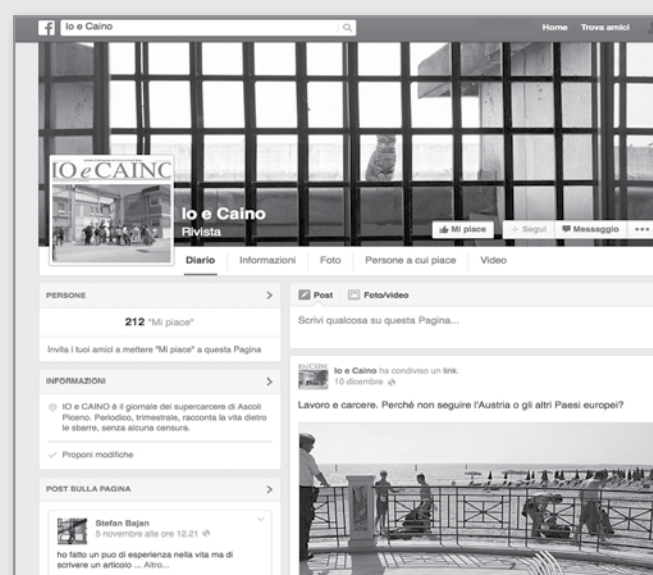 Io e Caino
Home Trova amici
IO e CAINO
Io e Caino
Rivista
Mi piace
+ Segui
Messaggio
Diario Informazioni Foto Persone a cui piace Video
PERSONE
212 "Mi piace"
Invita i tuoi amici a mettere "Mi piace" a questa Pagina
INFORMAZIONI
IO e CAINO è il giornale del supercarcere di Ascoli
Piceno. Periodico, trimestrale, racconta la vita dietro
le sbarre, senza alcuna censura.
Proponi modifiche
POST SULLA PAGINA
Stefan Bajan
5 novembre alle ore 12.21
ho fatto un puo di esperienza nella vita ma di
scrivere un articolo ... Altro...
Post Foto/video
Scrivi qualcosa su questa Pagina...
Io e Caino ha condiviso un link.
10 dicembre
Lavoro e carcere. Perché non seguire l'Austria o gli altri Paesi europei?